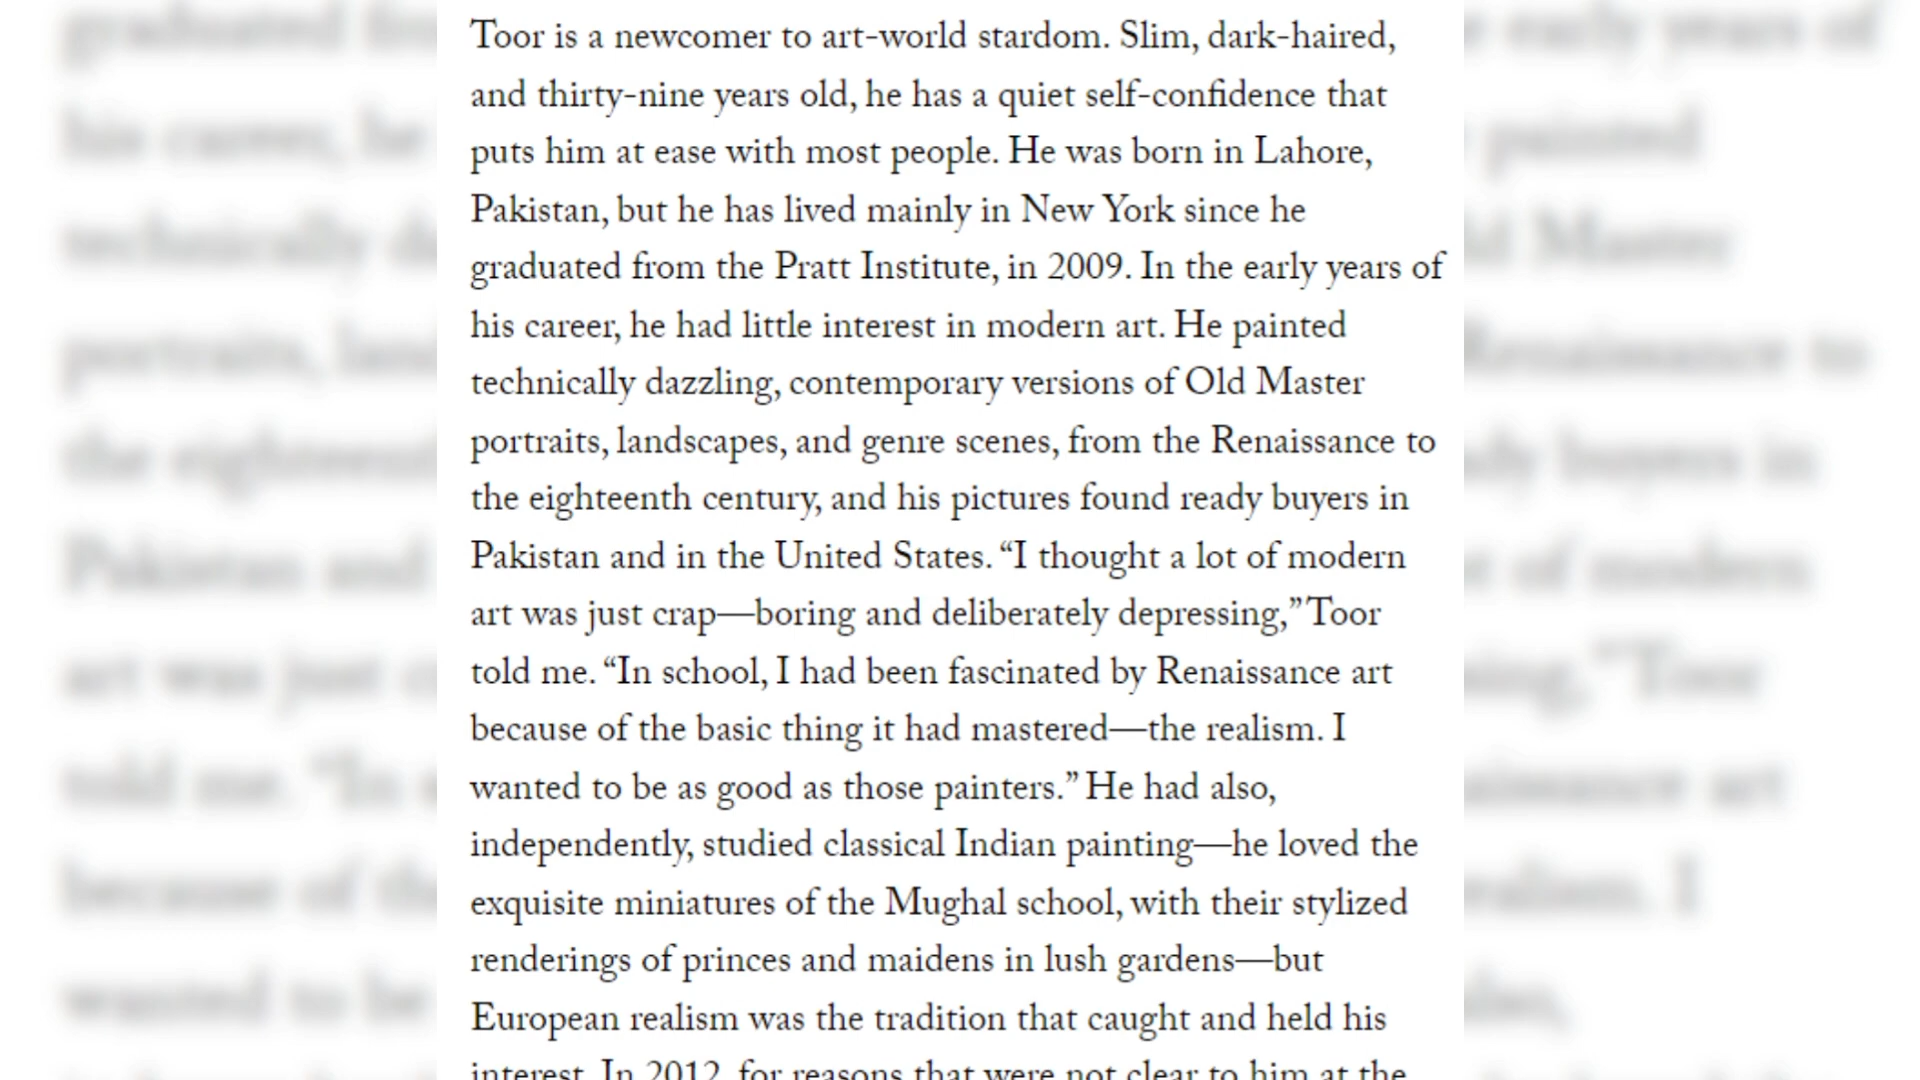 Toor is a newcomer to art-world stardom. Slim, dark-haired,
and thirty-nine years old, he has a quiet self-confidence that
puts him at ease with most people. He was born in Lahore,
Pakistan, but he has lived mainly in New York since he
graduated from the Pratt Institute, in 2009. In the early years of
his career, he had little interest in modern art. He painted
technically dazzling, contemporary versions of Old Master
portraits, landscapes, and genre scenes, from the Renaissance to
the eighteenth century, and his pictures found ready buyers in
Pakistan and in the United States. “I thought a lot of modern
art was just crap—boring and deliberately depressing,” Toor
told me. “In school, I had been fascinated by Renaissance art
because of the basic thing it had mastered—the realism. I
wanted to be as good as those painters.” He had also,
independently, studied classical Indian painting—he loved the
exquisite miniatures of the Mughal school, with their stylized
renderings of princes and maidens in lush gardens—but
European realism was the tradition that caught and held his
interest. In 2012, for reasons that were not clear to him at the